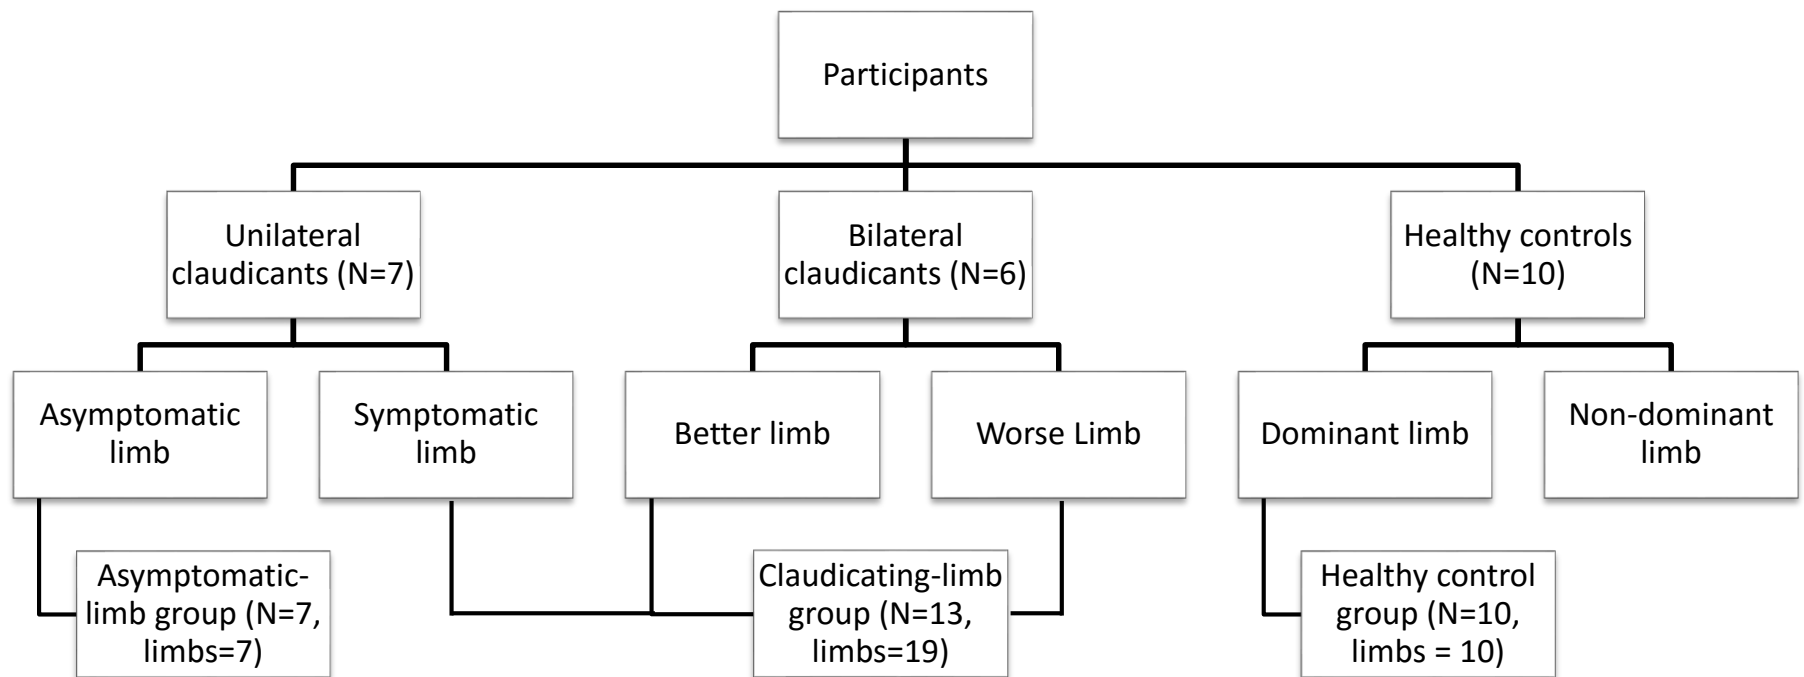 Participants
Unilateral
claudicants (N=7)
Bilateral
claudicants (N=6)
Healthy controls
(N=10)
Asymptomatic
limb
Symptomatic
limb
Better limb
Worse Limb
Dominant limb
Non-dominant
limb
Asymptomatic-
limb group (N=7,
limbs=7)
Claudicating-limb
group (N=13,
limbs=19)
Healthy control
group (N=10,
limbs = 10)